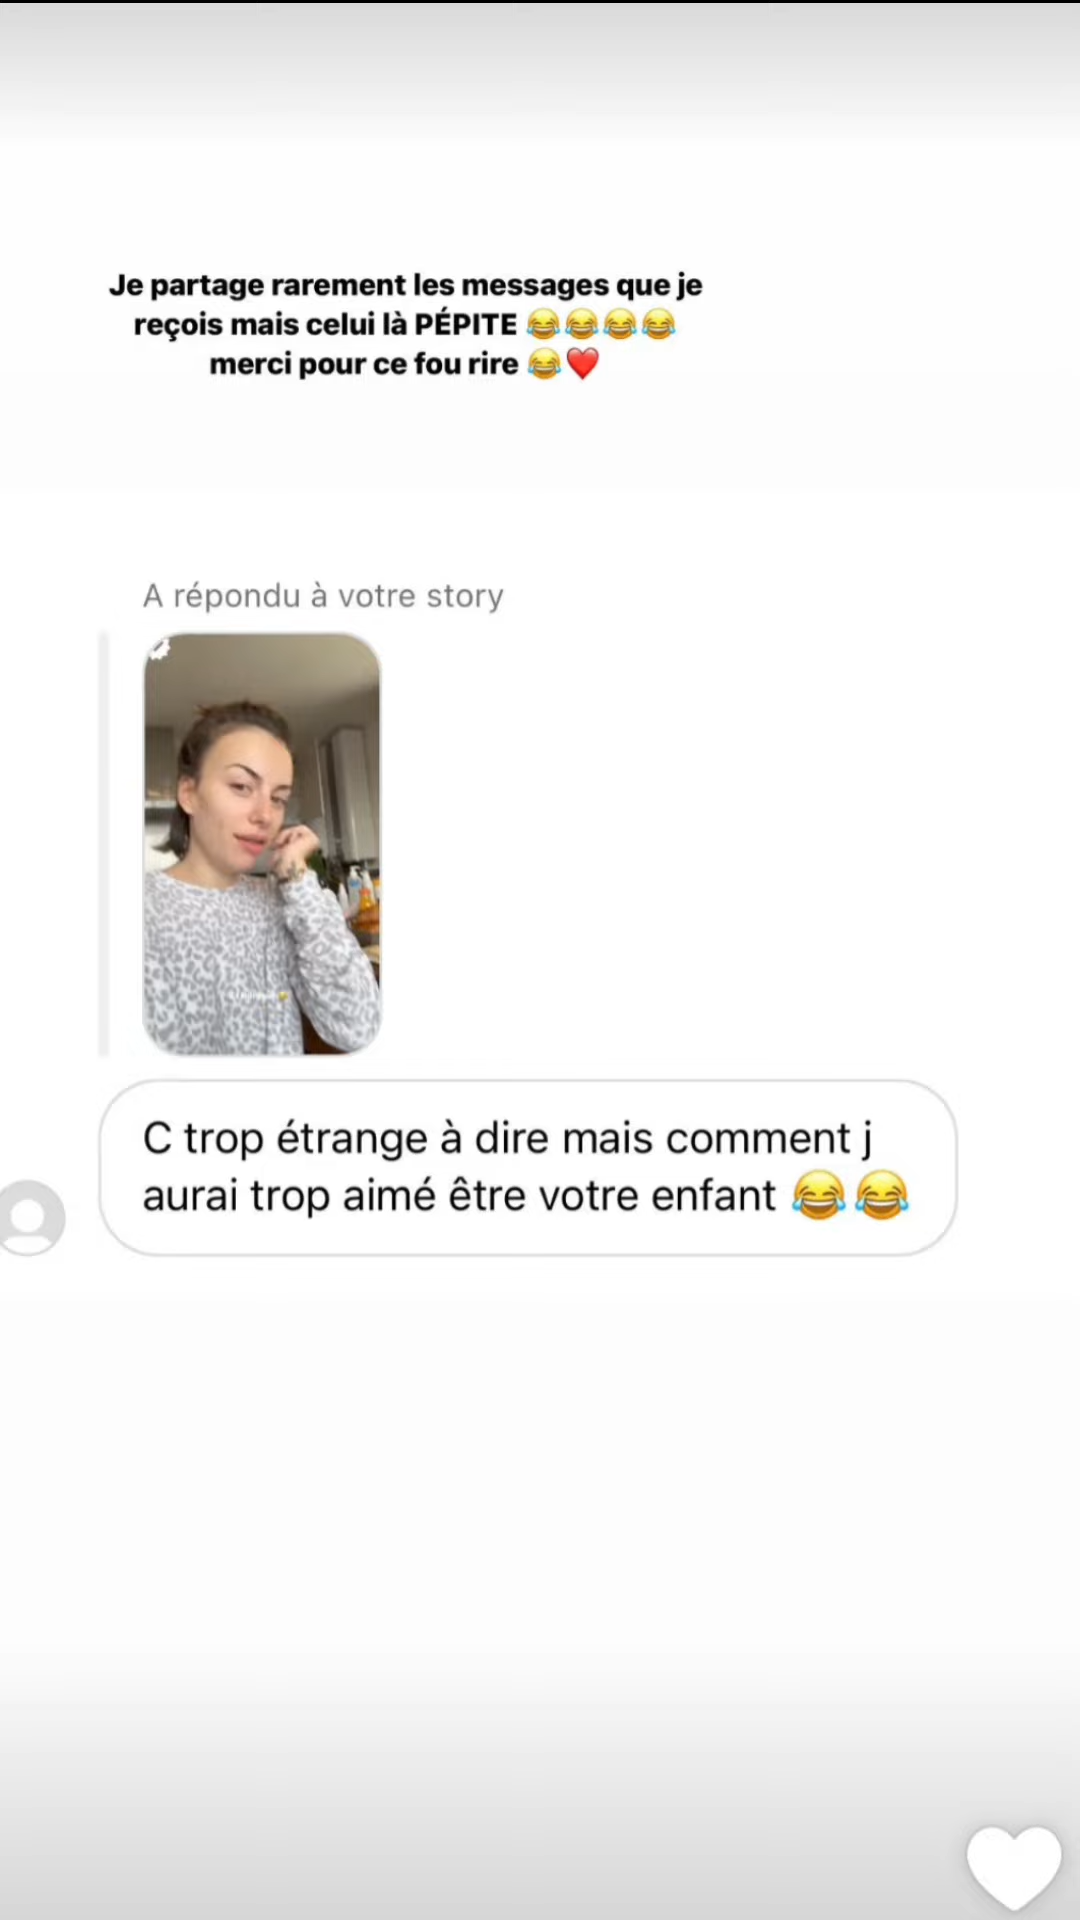 Je partage rarement les messages que je
reçois mais celui là PÉPITE 😂😂😂😂
merci pour ce fou rire 😂❤️
A répondu à votre story
C trop étrange à dire mais comment j
aurai trop aimé être votre enfant 😂😂